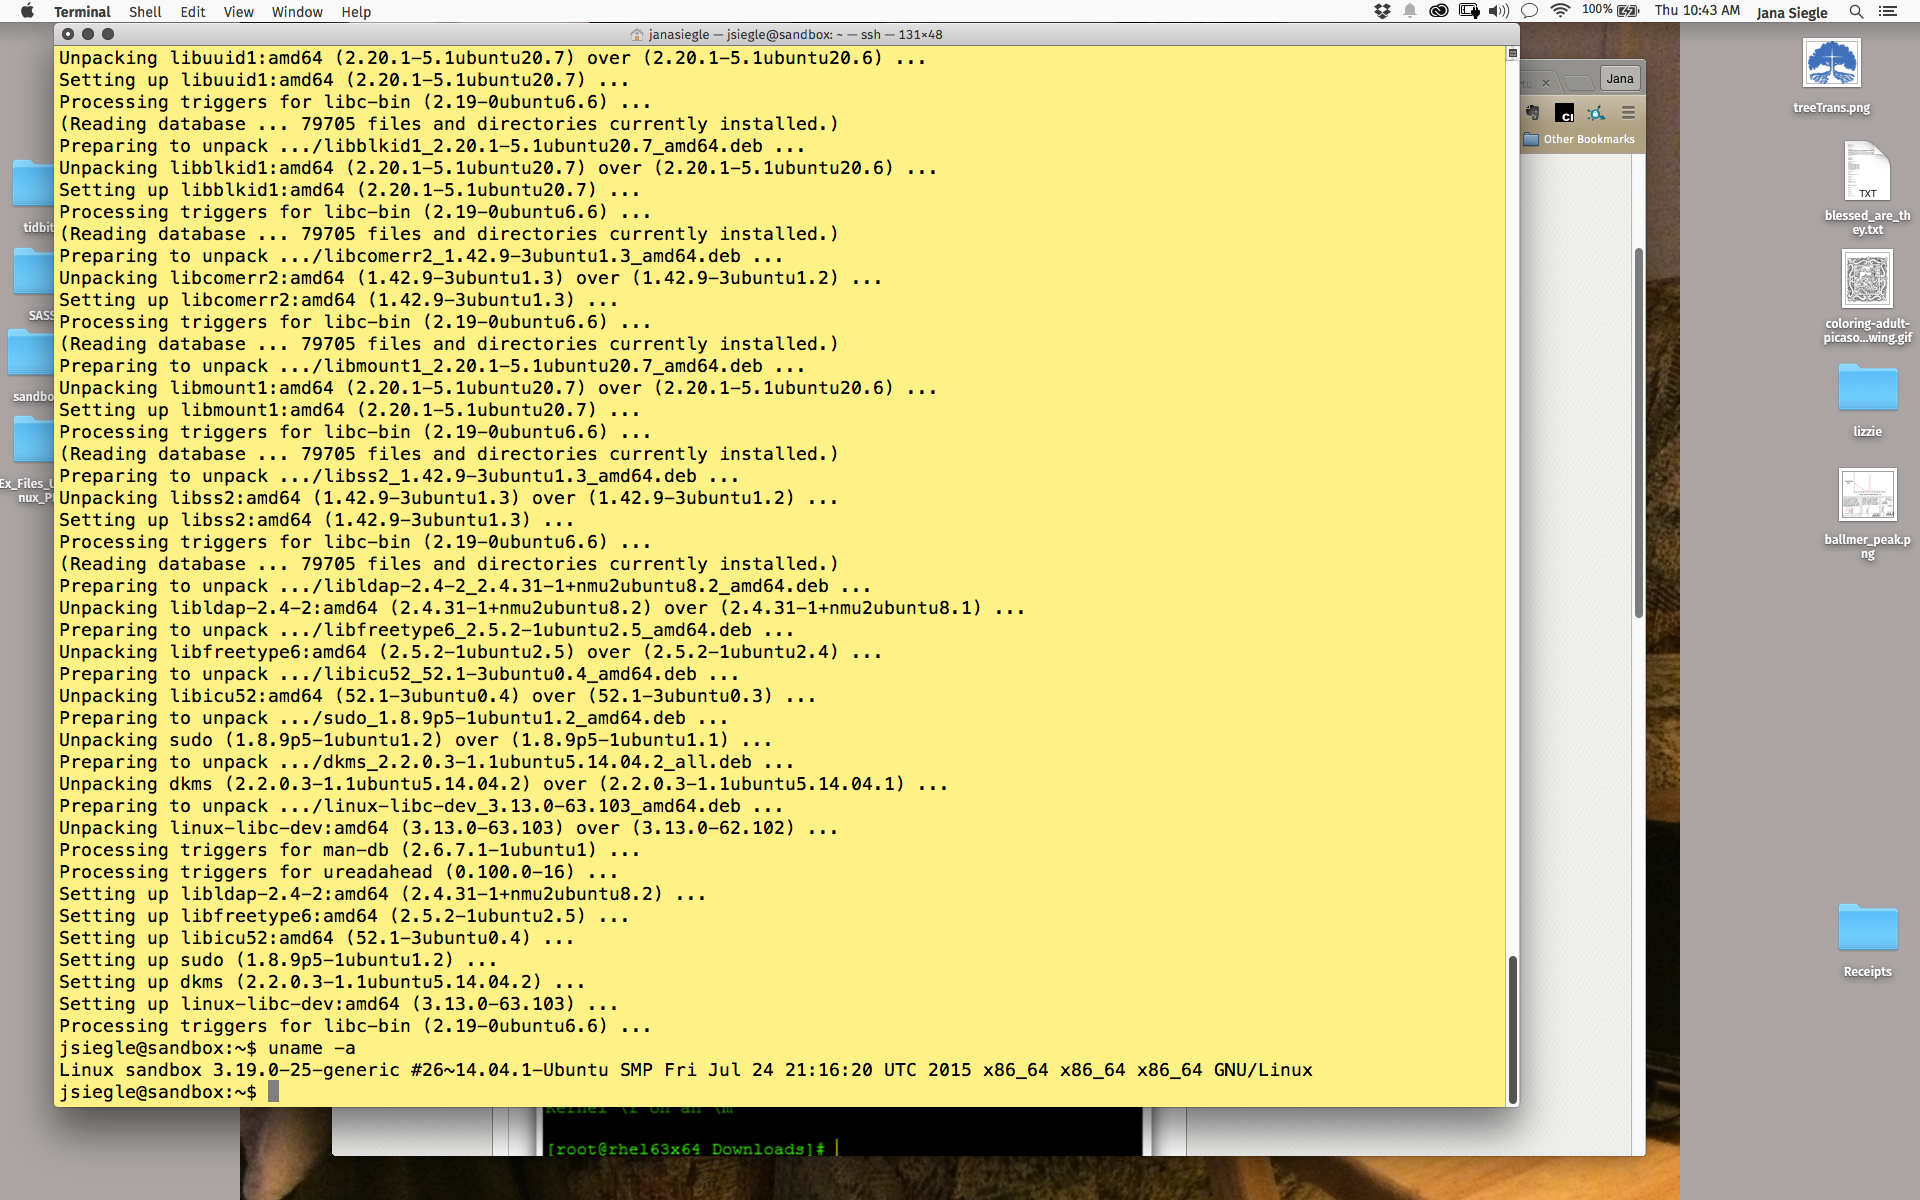 Terminal Shell Edit View Window Help 100% Thu 10:43 AM Jana Siegle
janasiegle — jsiegle@sandbox: ~ — ssh — 131×48
Unpacking libuuid1:amd64 (2.20.1-5.1ubuntu20.7) over (2.20.1-5.1ubuntu20.6) ...
Setting up libuuid1:amd64 (2.20.1-5.1ubuntu20.7) ...
Processing triggers for libc-bin (2.19-0ubuntu6.6) ...
(Reading database ... 79705 files and directories currently installed.)
Preparing to unpack .../libblkid1_2.20.1-5.1ubuntu20.7_amd64.deb ...
Unpacking libblkid1:amd64 (2.20.1-5.1ubuntu20.7) over (2.20.1-5.1ubuntu20.6) ...
Setting up libblkid1:amd64 (2.20.1-5.1ubuntu20.7) ...
Processing triggers for libc-bin (2.19-0ubuntu6.6) ...
(Reading database ... 79705 files and directories currently installed.)
Preparing to unpack .../libcomerr2_1.42.9-3ubuntu1.3_amd64.deb ...
Unpacking libcomerr2:amd64 (1.42.9-3ubuntu1.3) over (1.42.9-3ubuntu1.2) ...
Setting up libcomerr2:amd64 (1.42.9-3ubuntu1.3) ...
Processing triggers for libc-bin (2.19-0ubuntu6.6) ...
(Reading database ... 79705 files and directories currently installed.)
Preparing to unpack .../libmount1_2.20.1-5.1ubuntu20.7_amd64.deb ...
Unpacking libmount1:amd64 (2.20.1-5.1ubuntu20.7) over (2.20.1-5.1ubuntu20.6) ...
Setting up libmount1:amd64 (2.20.1-5.1ubuntu20.7) ...
Processing triggers for libc-bin (2.19-0ubuntu6.6) ...
(Reading database ... 79705 files and directories currently installed.)
Preparing to unpack .../libss2_1.42.9-3ubuntu1.3_amd64.deb ...
Unpacking libss2:amd64 (1.42.9-3ubuntu1.3) over (1.42.9-3ubuntu1.2) ...
Setting up libss2:amd64 (1.42.9-3ubuntu1.3) ...
Processing triggers for libc-bin (2.19-0ubuntu6.6) ...
(Reading database ... 79705 files and directories currently installed.)
Preparing to unpack .../libldap-2.4-2_2.4.31-1+nmu2ubuntu8.2_amd64.deb ...
Unpacking libldap-2.4-2:amd64 (2.4.31-1+nmu2ubuntu8.2) over (2.4.31-1+nmu2ubuntu8.1) ...
Preparing to unpack .../libfreetype6_2.5.2-1ubuntu2.5_amd64.deb ...
Unpacking libfreetype6:amd64 (2.5.2-1ubuntu2.5) over (2.5.2-1ubuntu2.4) ...
Preparing to unpack .../libicu52_52.1-3ubuntu0.4_amd64.deb ...
Unpacking libicu52:amd64 (52.1-3ubuntu0.4) over (52.1-3ubuntu0.3) ...
Preparing to unpack .../sudo_1.8.9p5-1ubuntu1.2_amd64.deb ...
Unpacking sudo (1.8.9p5-1ubuntu1.2) over (1.8.9p5-1ubuntu1.1) ...
Preparing to unpack .../dkms_2.2.0.3-1.1ubuntu5.14.04.2_all.deb ...
Unpacking dkms (2.2.0.3-1.1ubuntu5.14.04.2) over (2.2.0.3-1.1ubuntu5.14.04.1) ...
Preparing to unpack .../linux-libc-dev_3.13.0-63.103_amd64.deb ...
Unpacking linux-libc-dev:amd64 (3.13.0-63.103) over (3.13.0-62.102) ...
Processing triggers for man-db (2.6.7.1-1ubuntu1) ...
Processing triggers for ureadahead (0.100.0-16) ...
Setting up libldap-2.4-2:amd64 (2.4.31-1+nmu2ubuntu8.2) ...
Setting up libfreetype6:amd64 (2.5.2-1ubuntu2.5) ...
Setting up libicu52:amd64 (52.1-3ubuntu0.4) ...
Setting up sudo (1.8.9p5-1ubuntu1.2) ...
Setting up dkms (2.2.0.3-1.1ubuntu5.14.04.2) ...
Setting up linux-libc-dev:amd64 (3.13.0-63.103) ...
Processing triggers for libc-bin (2.19-0ubuntu6.6) ...
jsiegle@sandbox:~$ uname -a
Linux sandbox 3.19.0-25-generic #26~14.04.1-Ubuntu SMP Fri Jul 24 21:16:20 UTC 2015 x86_64 x86_64 x86_64 GNU/Linux
jsiegle@sandbox:~$
[root@rhel63x64 Downloads]#
tidbit
SASS
sandbo
Ex_Files_
nux_P
Jana
CI
Other Bookmarks
treeTrans.png
TXT
blessed_are_th
ey.txt
coloring-adult-
picaso...wing.gif
lizzie
ballmer_peak.p
ng
Receipts